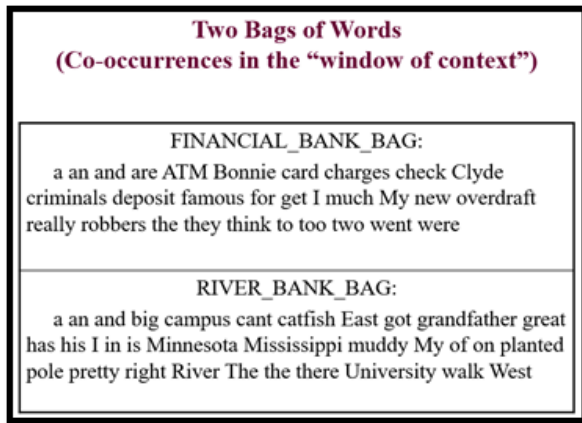 Two Bags of Words
(Co-occurrences in the “window of context”)
FINANCIAL_BANK_BAG:
a an and are ATM Bonnie card charges check Clyde
criminals deposit famous for get I much My new overdraft
really robbers the they think to too two went were
RIVER_BANK_BAG:
a an and big campus cant catfish East got grandfather great
has his I in is Minnesota Mississippi muddy My of on planted
pole pretty right River The the there University walk West